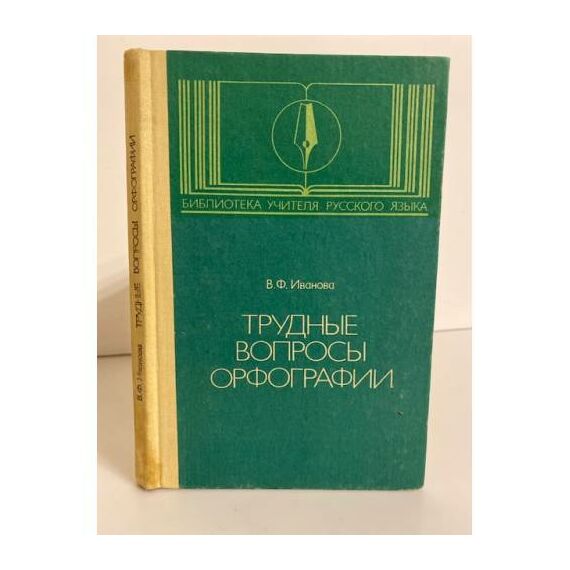 БИБЛИОТЕКА УЧИТЕЛЯ РУССКОГО ЯЗЫКА
В.Ф. Иванова
ТРУДНЫЕ
ВОПРОСЫ
ОРФОГРАФИИ
В.Ф. Иванова ТРУДНЫЕ ВОПРОСЫ ОРФОГРАФИИ